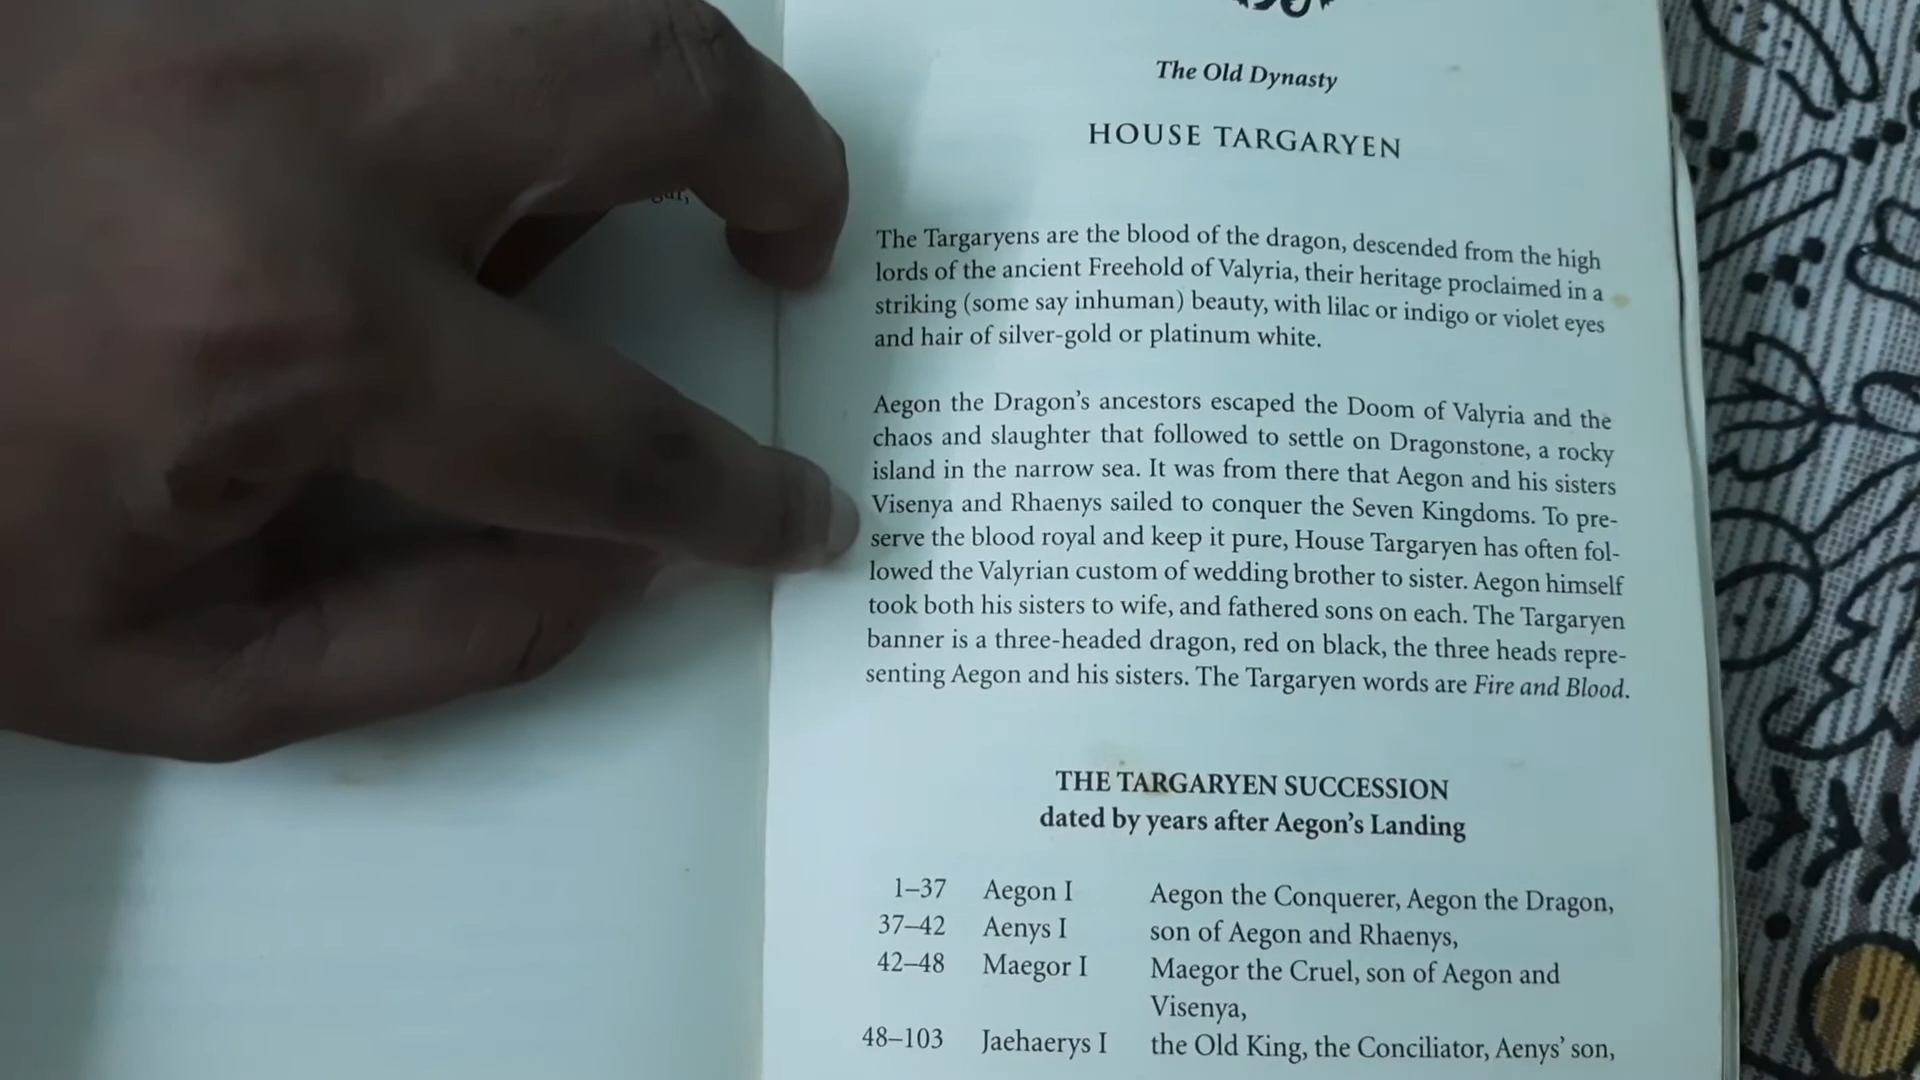 The Old Dynasty
HOUSE TARGARYEN
The Targaryens are the blood of the dragon, descended from the high
lords of the ancient Freehold of Valyria, their heritage proclaimed in a
striking (some say inhuman) beauty, with lilac or indigo or violet eyes
and hair of silver-gold or platinum white.
Aegon the Dragon’s ancestors escaped the Doom of Valyria and the
chaos and slaughter that followed to settle on Dragonstone, a rocky
island in the narrow sea. It was from there that Aegon and his sisters
Visenya and Rhaenys sailed to conquer the Seven Kingdoms. To pre-
serve the blood royal and keep it pure, House Targaryen has often fol-
lowed the Valyrian custom of wedding brother to sister. Aegon himself
took both his sisters to wife, and fathered sons on each. The Targaryen
banner is a three-headed dragon, red on black, the three heads repre-
senting Aegon and his sisters. The Targaryen words are Fire and Blood.
THE TARGARYEN SUCCESSION
dated by years after Aegon’s Landing
1–37 Aegon I Aegon the Conquerer, Aegon the Dragon,
37–42 Aenys I son of Aegon and Rhaenys,
42–48 Maegor I Maegor the Cruel, son of Aegon and
Visenya,
48–103 Jaehaerys I the Old King, the Conciliator, Aenys’ son,